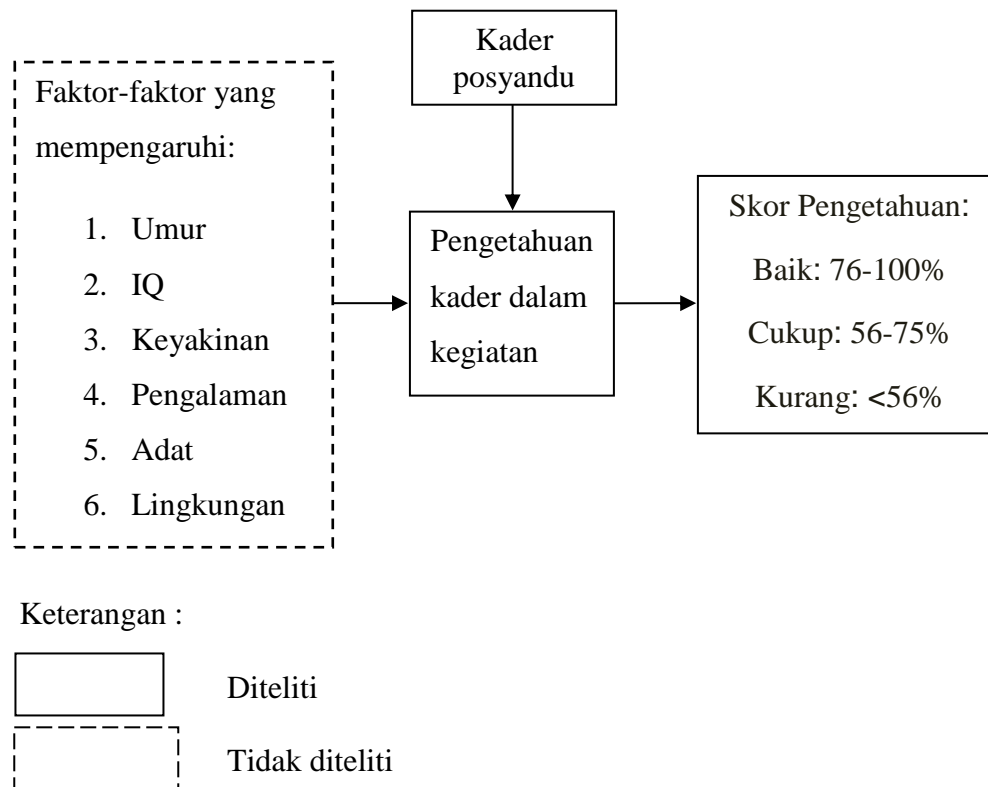 Kader
posyandu
Faktor-faktor yang
mempengaruhi:
1. Umur
2. IQ
3. Keyakinan
4. Pengalaman
5. Adat
6. Lingkungan
Pengetahuan
kader dalam
kegiatan
Skor Pengetahuan:
Baik: 76-100%
Cukup: 56-75%
Kurang: <56%
Keterangan :
Diteliti
Tidak diteliti